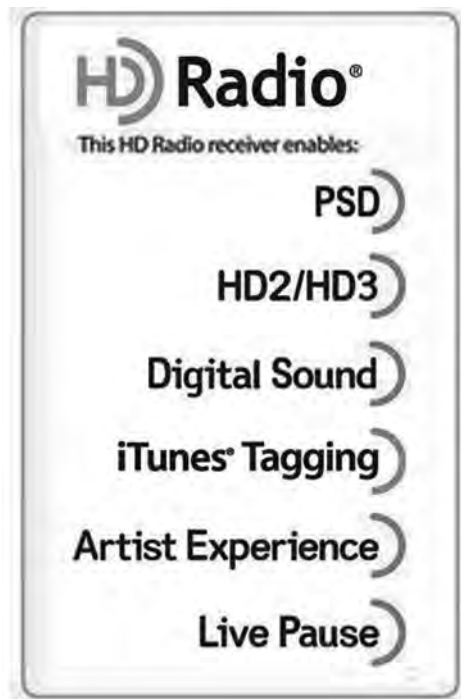 HD Radio®
This HD Radio receiver enables:
PSD
HD2/HD3
Digital Sound
iTunes® Tagging
Artist Experience
Live Pause